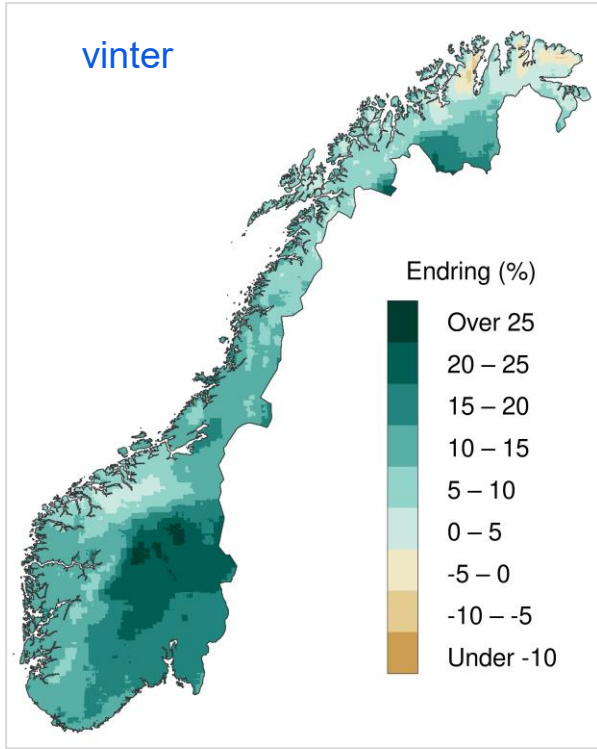 vinter
Endring (%)
Over 25
20 – 25
15 – 20
10 – 15
5 – 10
0 – 5
-5 – 0
-10 – -5
Under -10